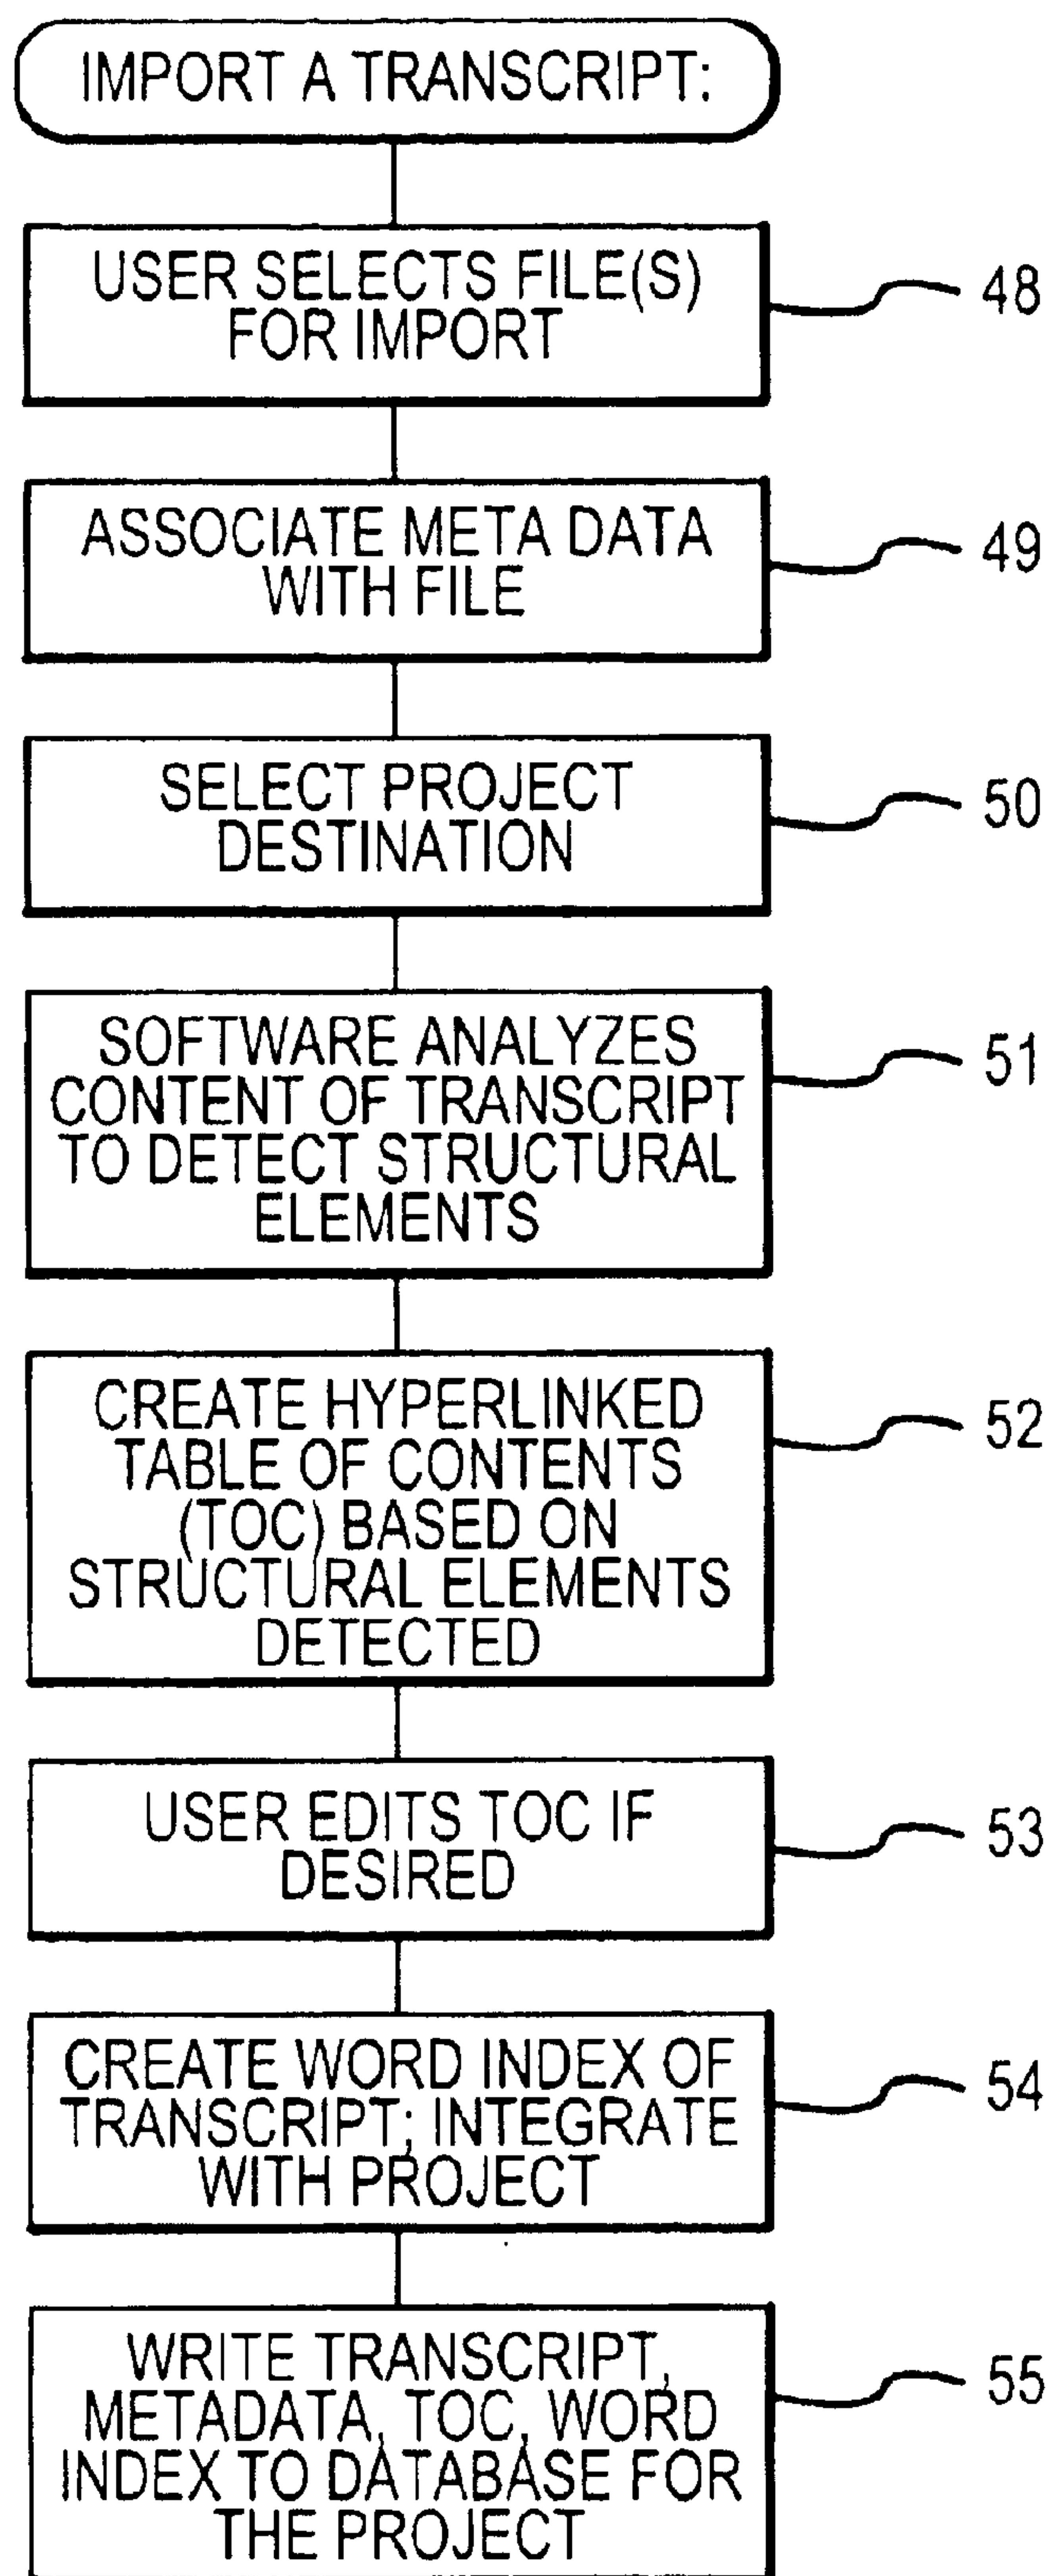 IMPORT A TRANSCRIPT:
USER SELECTS FILE(S)
FOR IMPORT
48
ASSOCIATE META DATA
WITH FILE
49
SELECT PROJECT
DESTINATION
50
SOFTWARE ANALYZES
CONTENT OF TRANSCRIPT
TO DETECT STRUCTURAL
ELEMENTS
51
CREATE HYPERLINKED
TABLE OF CONTENTS
(TOC) BASED ON
STRUCTURAL ELEMENTS
DETECTED
52
USER EDITS TOC IF
DESIRED
53
CREATE WORD INDEX OF
TRANSCRIPT; INTEGRATE
WITH PROJECT
54
WRITE TRANSCRIPT,
METADATA, TOC, WORD
INDEX TO DATABASE FOR
THE PROJECT
55